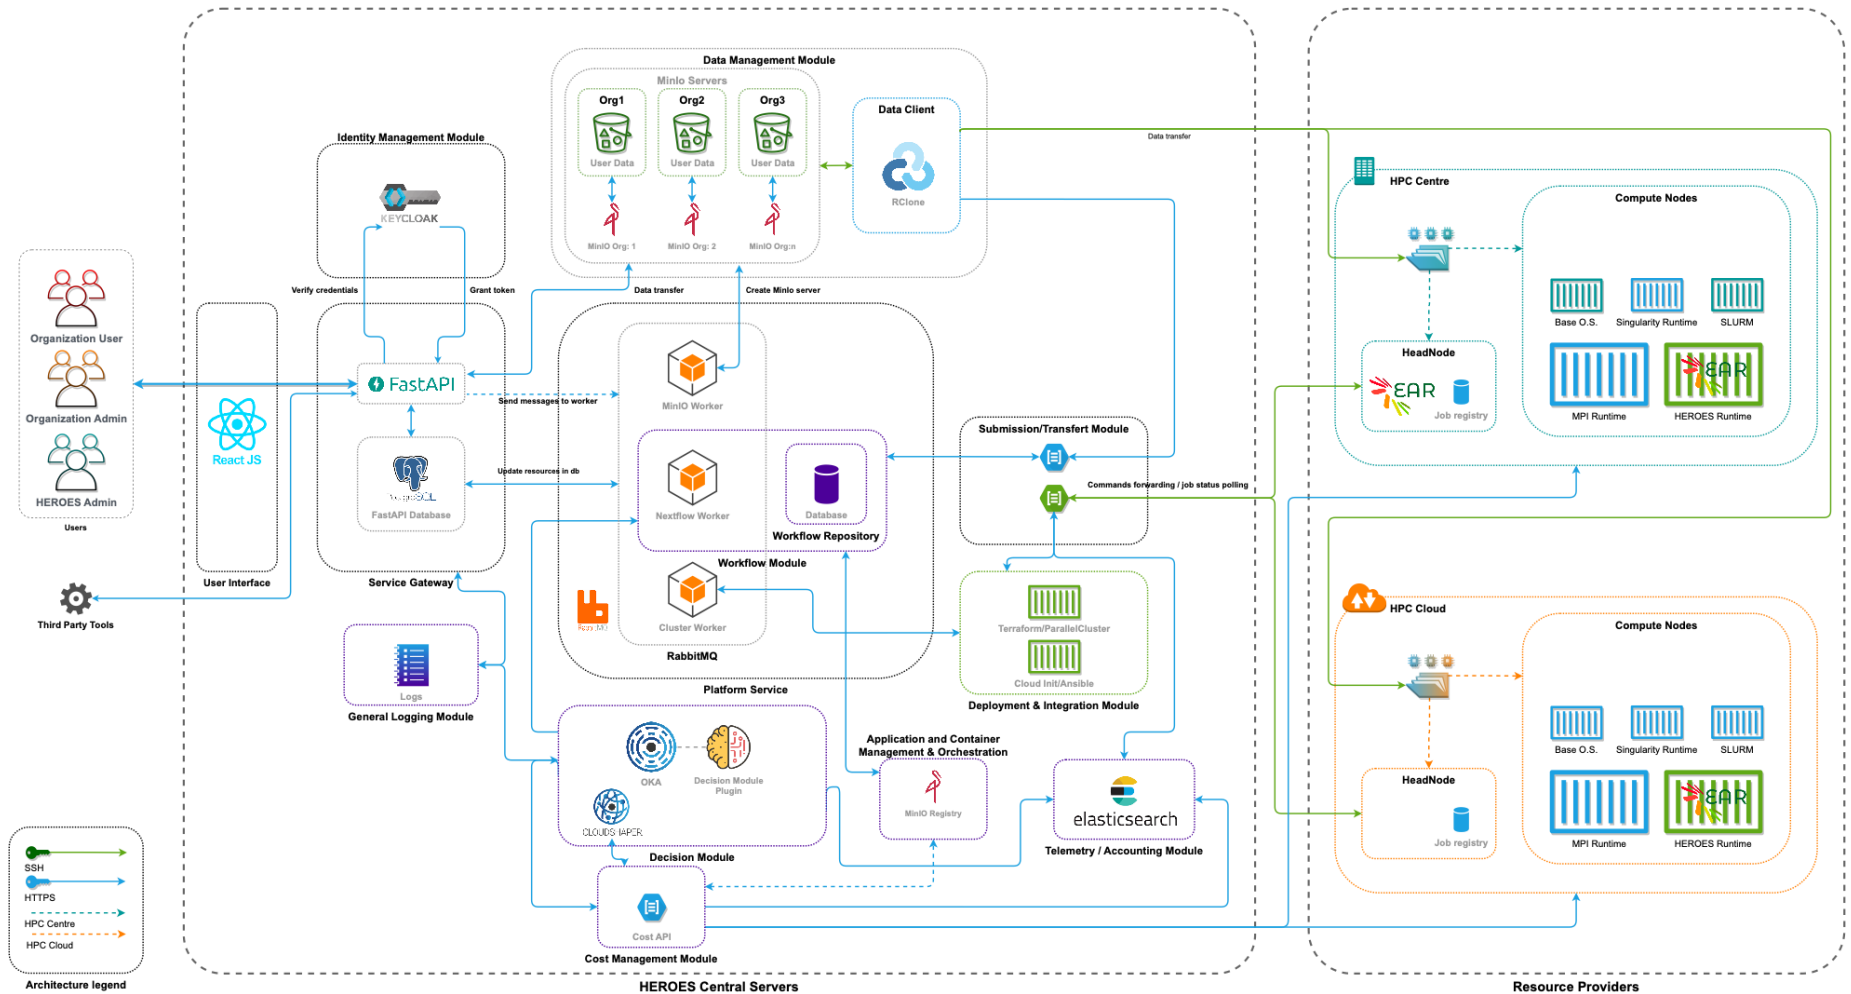 Data Management Module
MinIo Servers
Org1
Org2
Org3
User Data
User Data
User Data
MinIO Org: 1
MinIO Org: 2
MinIO Org:n
Data Client
RClone
Data transfer
Identity Management Module
KEYCLOAK
Verify credentials
Grant token
Data transfer
Create MinIo server
Organization User
Organization Admin
HEROES Admin
Users
Third Party Tools
React JS
User Interface
FastAPI
FastAPI Database
Service Gateway
Send messages to worker
Update resources in db
MinIO Worker
Nextflow Worker
Database
Workflow Repository
Workflow Module
Cluster Worker
RabbitMQ
Platform Service
Submission/Transfert Module
Commands forwarding / job status polling
Terraform/ParallelCluster
Cloud Init/Ansible
Deployment & Integration Module
Logs
General Logging Module
OKA
Decision Module
Plugin
CLOUDSHAPER
Decision Module
Application and Container
Management & Orchestration
MinIO Registry
elasticsearch
Telemetry / Accounting Module
Cost API
Cost Management Module
HEROES Central Servers
HPC Centre
Compute Nodes
Base O.S.
Singularity Runtime
SLURM
MPI Runtime
EAR
HEROES Runtime
HeadNode
EAR
Job registry
HPC Cloud
Compute Nodes
Base O.S.
Singularity Runtime
SLURM
MPI Runtime
EAR
HEROES Runtime
HeadNode
Job registry
Resource Providers
SSH
HTTPS
HPC Centre
HPC Cloud
Architecture legend